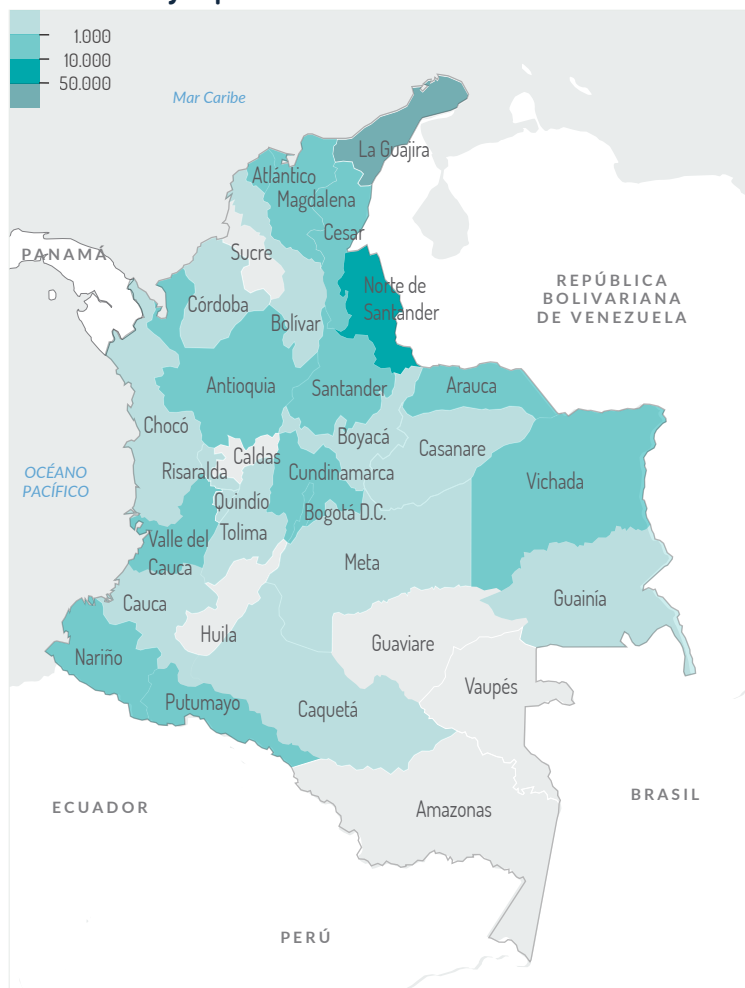 1.000
10.000
50.000
Mar Caribe
La Guajira
Atlántico
Magdalena
Cesar
Sucre
PANAMÁ
Norte de
Santander
REPÚBLICA
BOLIVARIANA
DE VENEZUELA
Córdoba
Bolívar
Antioquia
Santander
Arauca
Chocó
Boyacá
Casanare
Caldas
Risaralda
Cundinamarca
OCÉANO
PACÍFICO
Vichada
Quindío
Bogotá D.C.
Tolima
Valle del
Cauca
Meta
Cauca
Guainía
Huila
Guaviare
Nariño
Vaupés
Putumayo
Caquetá
BRASIL
ECUADOR
Amazonas
PERÚ